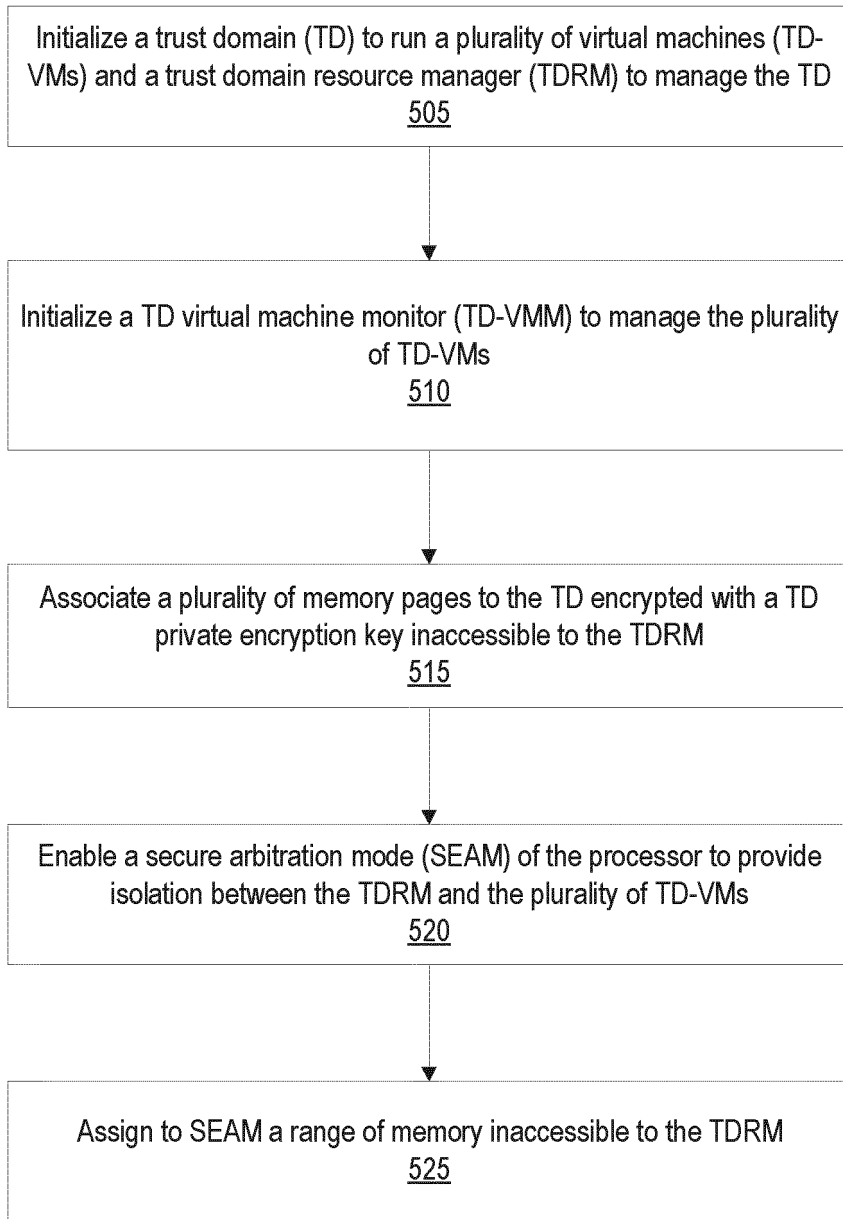 Initialize a trust domain (TD) to run a plurality of virtual machines (TD-
VMs) and a trust domain resource manager (TDRM) to manage the TD
505
Initialize a TD virtual machine monitor (TD-VMM) to manage the plurality
of TD-VMs
510
Associate a plurality of memory pages to the TD encrypted with a TD
private encryption key inaccessible to the TDRM
515
Enable a secure arbitration mode (SEAM) of the processor to provide
isolation between the TDRM and the plurality of TD-VMs
520
Assign to SEAM a range of memory inaccessible to the TDRM
525